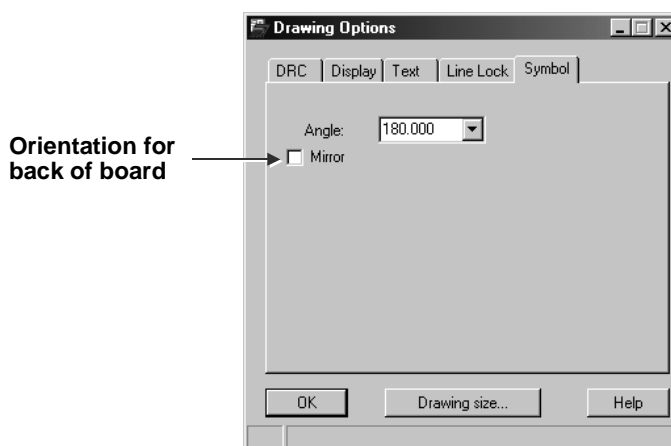 Drawing Options
DRC Display Text Line Lock Symbol
Angle: 180.000
Mirror
Orientation for
back of board
OK Drawing size... Help